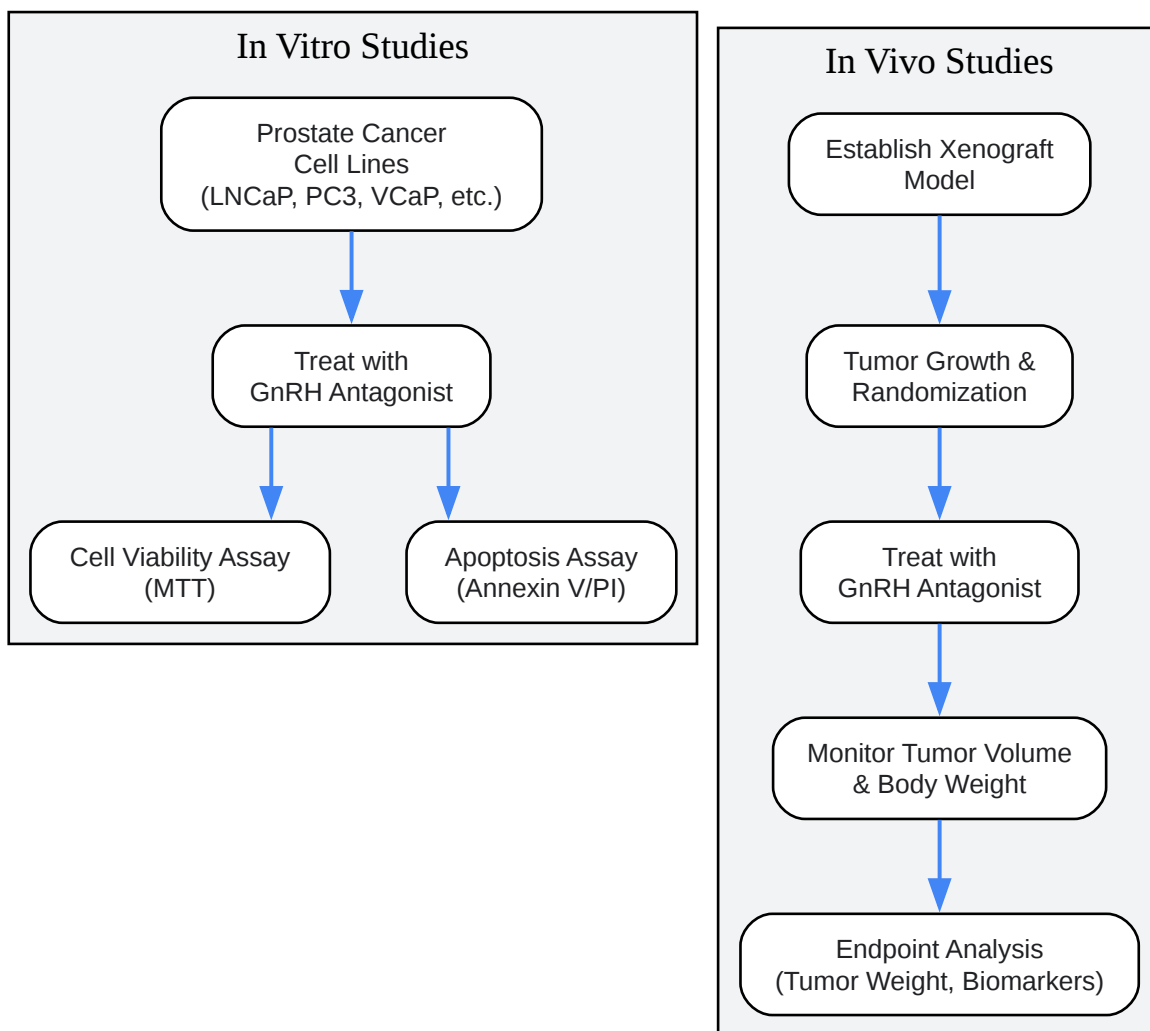 In Vitro Studies
Prostate Cancer
Cell Lines
(LNCaP, PC3, VCaP, etc.)
Treat with
GnRH Antagonist
Cell Viability Assay
(MTT)
Apoptosis Assay
(Annexin V/PI)
In Vivo Studies
Establish Xenograft
Model
Tumor Growth &
Randomization
Treat with
GnRH Antagonist
Monitor Tumor Volume
& Body Weight
Endpoint Analysis
(Tumor Weight, Biomarkers)